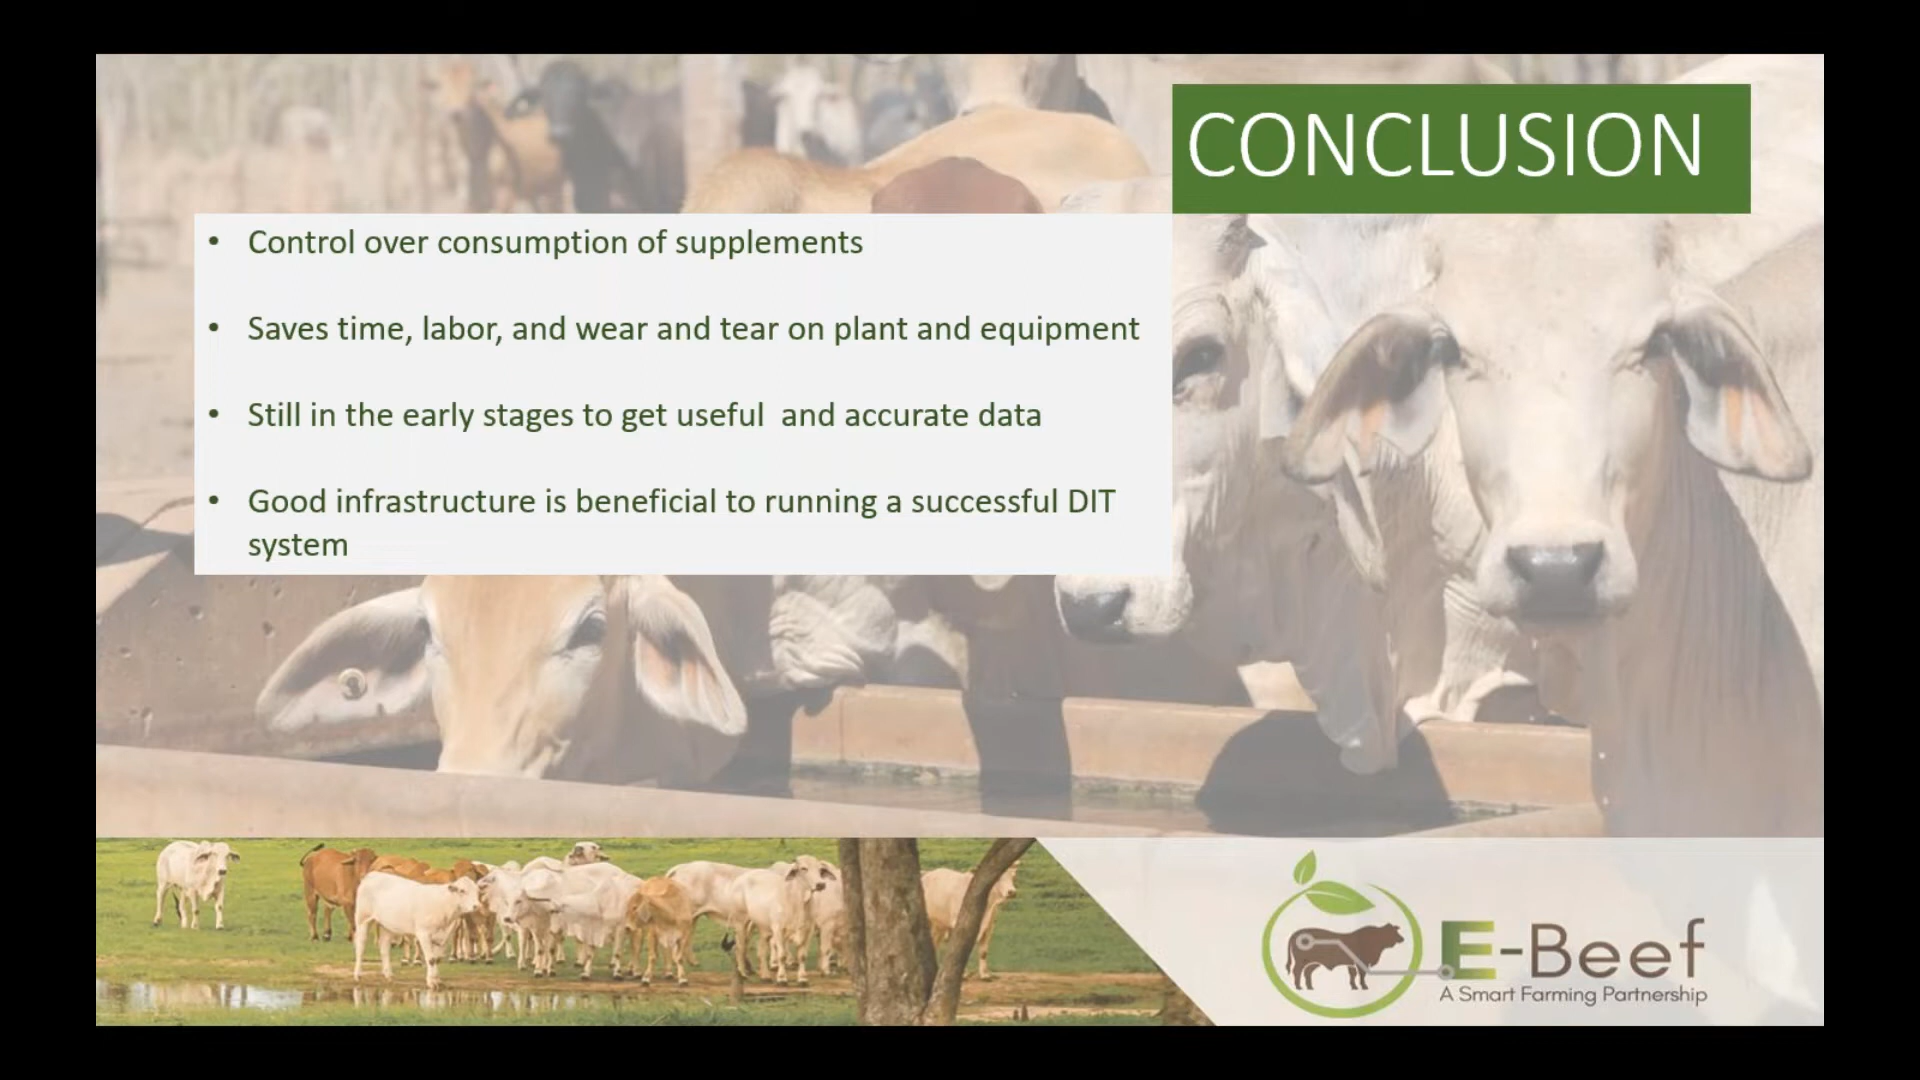 CONCLUSION
• Control over consumption of supplements
• Saves time, labor, and wear and tear on plant and equipment
• Still in the early stages to get useful  and accurate data
• Good infrastructure is beneficial to running a successful DIT
system
E-Beef
A Smart Farming Partnership